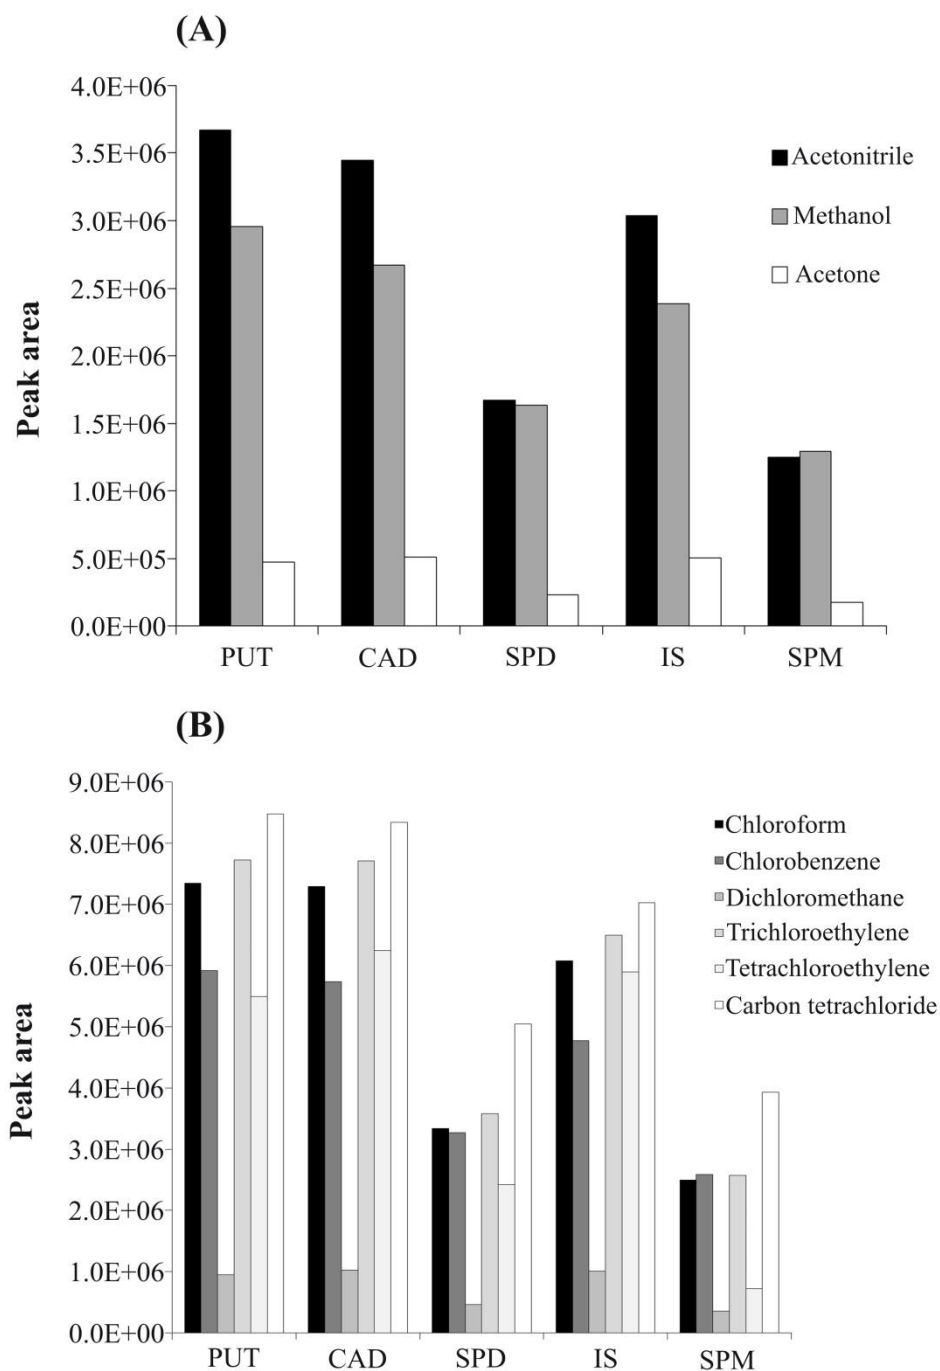 (A)
4.0E+06
3.5E+06
3.0E+06
2.5E+06
2.0E+06
1.5E+06
1.0E+06
5.0E+05
0.0E+00
Peak area
Acetonitrile
Methanol
Acetone
PUT CAD SPD IS SPM
(B)
9.0E+06
8.0E+06
7.0E+06
6.0E+06
5.0E+06
4.0E+06
3.0E+06
2.0E+06
1.0E+06
0.0E+00
Peak area
Chloroform
Chlorobenzene
Dichloromethane
Trichloroethylene
Tetrachloroethylene
Carbon tetrachloride
PUT CAD SPD IS SPM